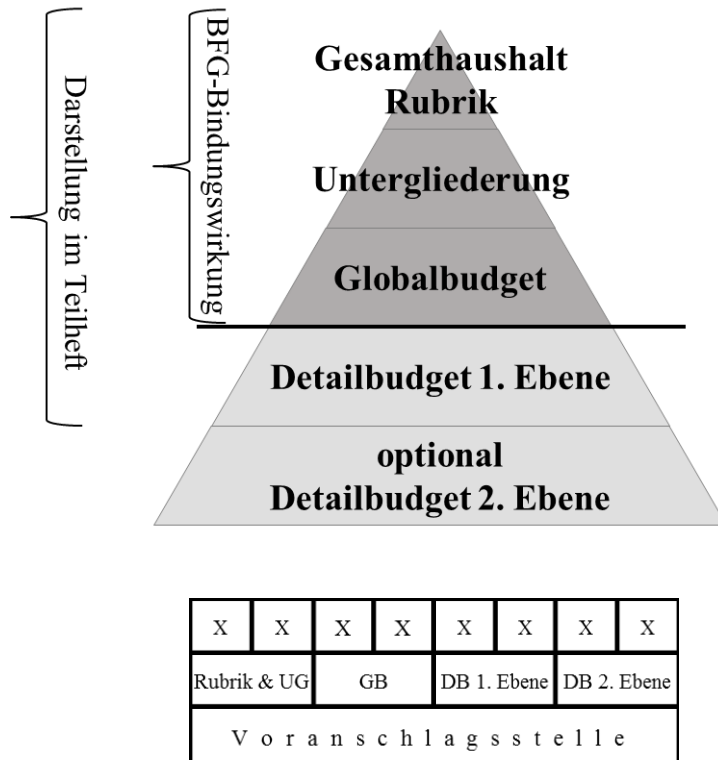 Darstellung im Teilheft
BFG-Bindungswirkung
Gesamthaushalt
Rubrik
Untergliederung
Globalbudget
Detailbudget 1. Ebene
optional
Detailbudget 2. Ebene
X X X X X X X X
Rubrik & UG GB DB 1. Ebene DB 2. Ebene
Voranschlagsstelle